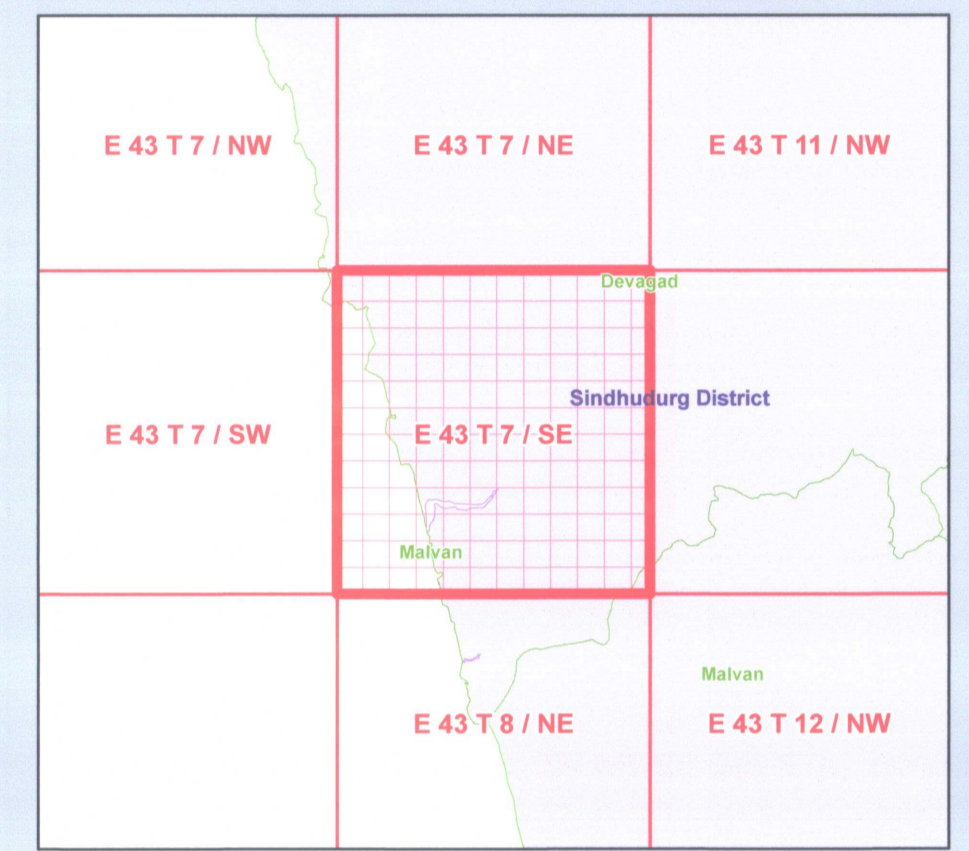 E 43 T 7 / NW
E 43 T 7 / NE
E 43 T 11 / NW
Devagad
Sindhudurg District
E 43 T 7 / SW
E 43 T 7 / SE
Malvan
Malvan
E 43 T 8 / NE
E 43 T 12 / NW